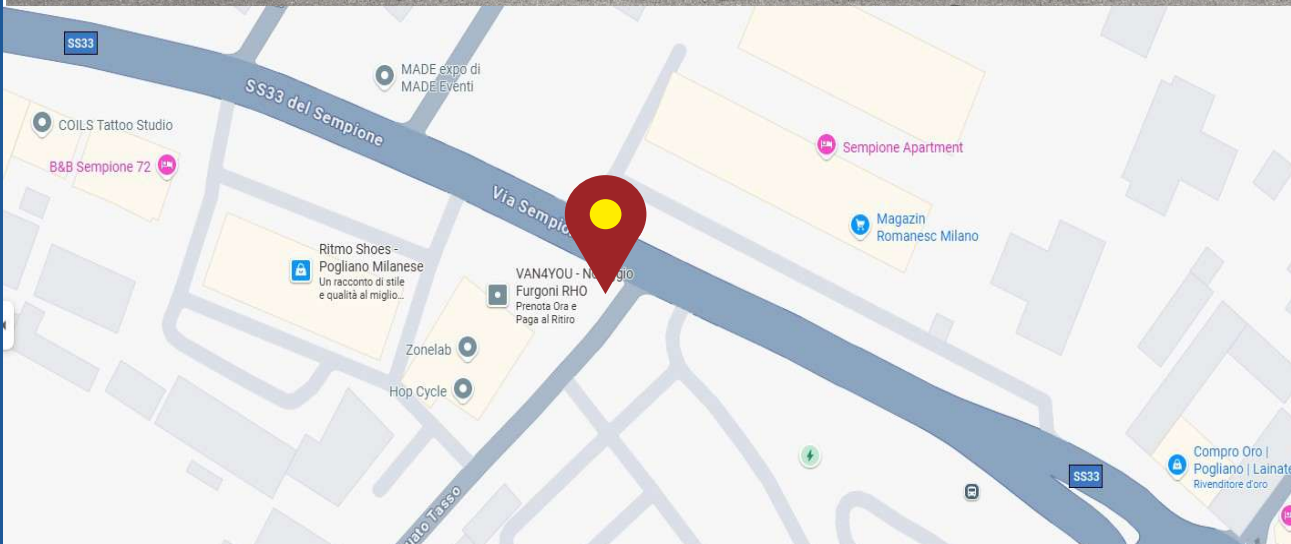 SS33
SS33 del Sempione
MADE expo di
MADE Eventi
COILS Tattoo Studio
B&B Sempione 72
Sempione Apartment
Via
Magazin
Romanesc Milano
Ritmo Shoes -
Pogliano Milanese
Un racconto di stile
e qualità al miglio...
VAN4YOU -
Furgoni RHO
Prenota Ora e
Paga al Ritiro
Zonelab
Hop Cycle
Tasso
SS33
Compro Oro |
Pogliano | Lainate
Rivenditore d'oro